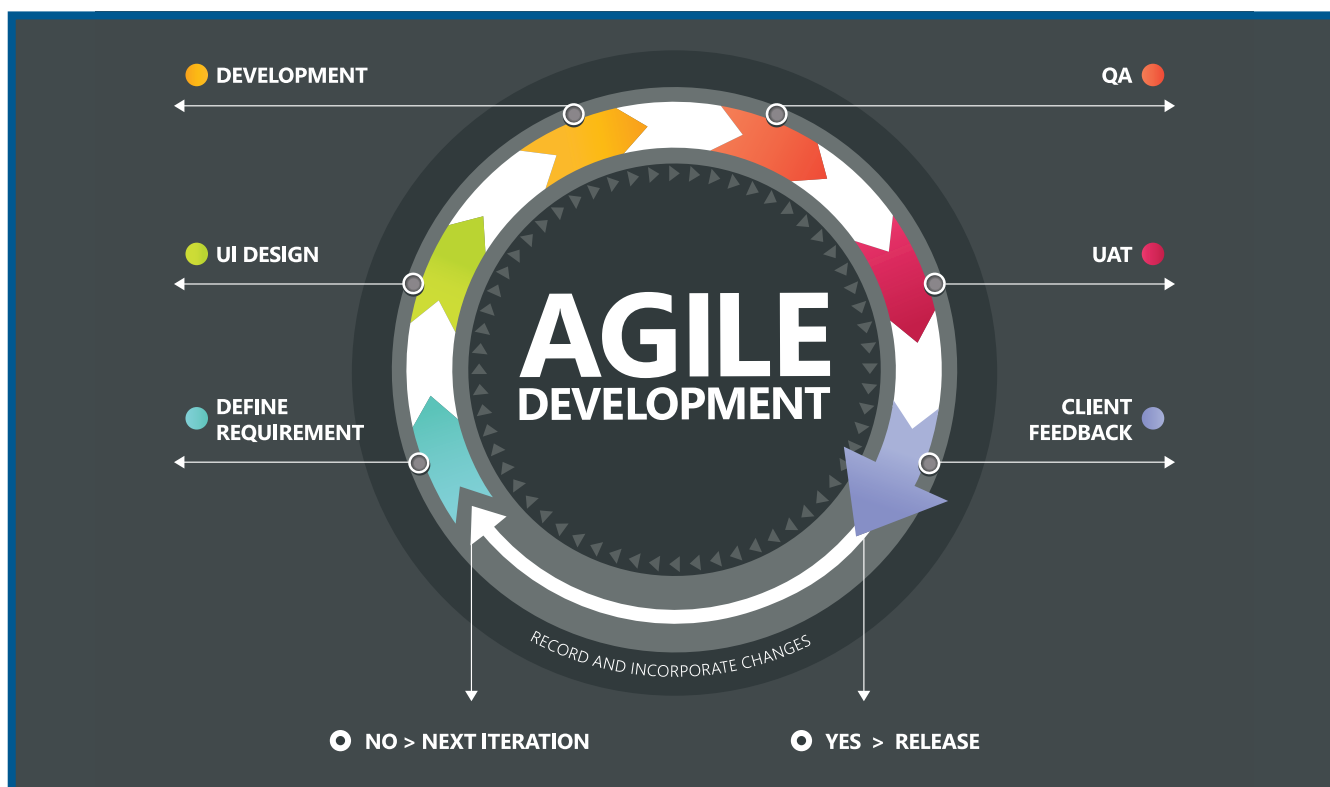 DEVELOPMENT
QA
UI DESIGN
UAT
AGILE
DEVELOPMENT
DEFINE
REQUIREMENT
CLIENT
FEEDBACK
RECORD AND INCORPORATE CHANGES
NO > NEXT ITERATION
YES > RELEASE